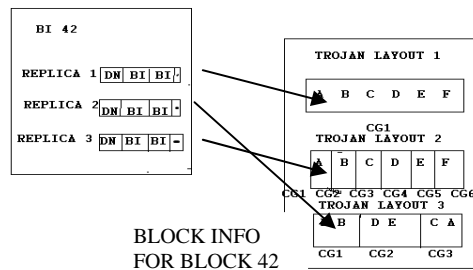 BI 42
REPLICA 1 DN BI BI
REPLICA 2 DN BI BI
REPLICA 3 DN BI BI
TROJAN LAYOUT 1
A B C D E F
CG1
TROJAN LAYOUT 2
A B C D E F
CG1 CG2 CG3 CG4 CG5 CG6
TROJAN LAYOUT 3
B D E C A
CG1 CG2 CG3
BLOCK INFO
FOR BLOCK 42